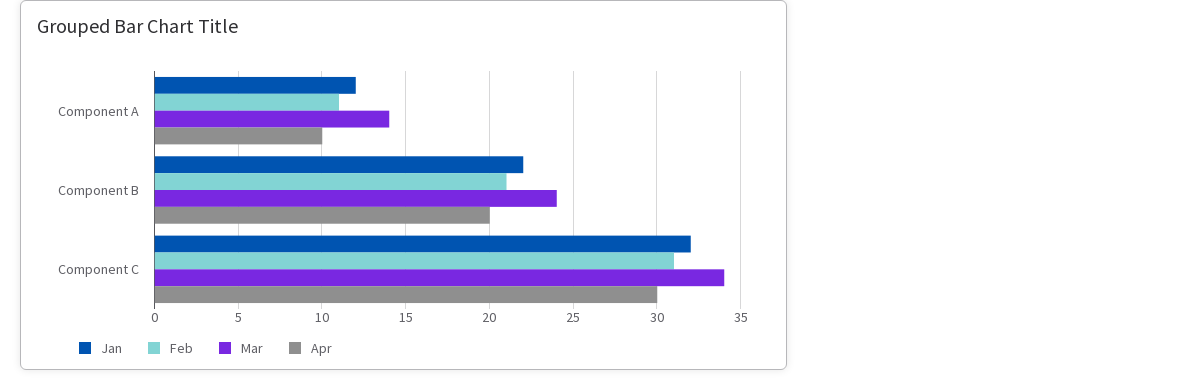 Grouped Bar Chart Title
Component A
Component B
Component C
0 5 10 15 20 25 30 35
Jan Feb Mar Apr